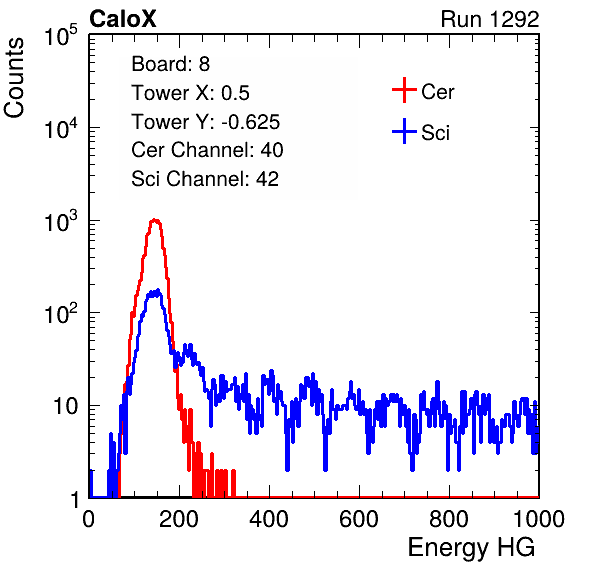 CaloX Run 1292
Board: 8
Tower X: 0.5
Tower Y: -0.625
Cer Channel: 40
Sci Channel: 42
Cer
Sci
Counts
10^5
10^4
10^3
10^2
10
1
0 200 400 600 800 1000
Energy HG